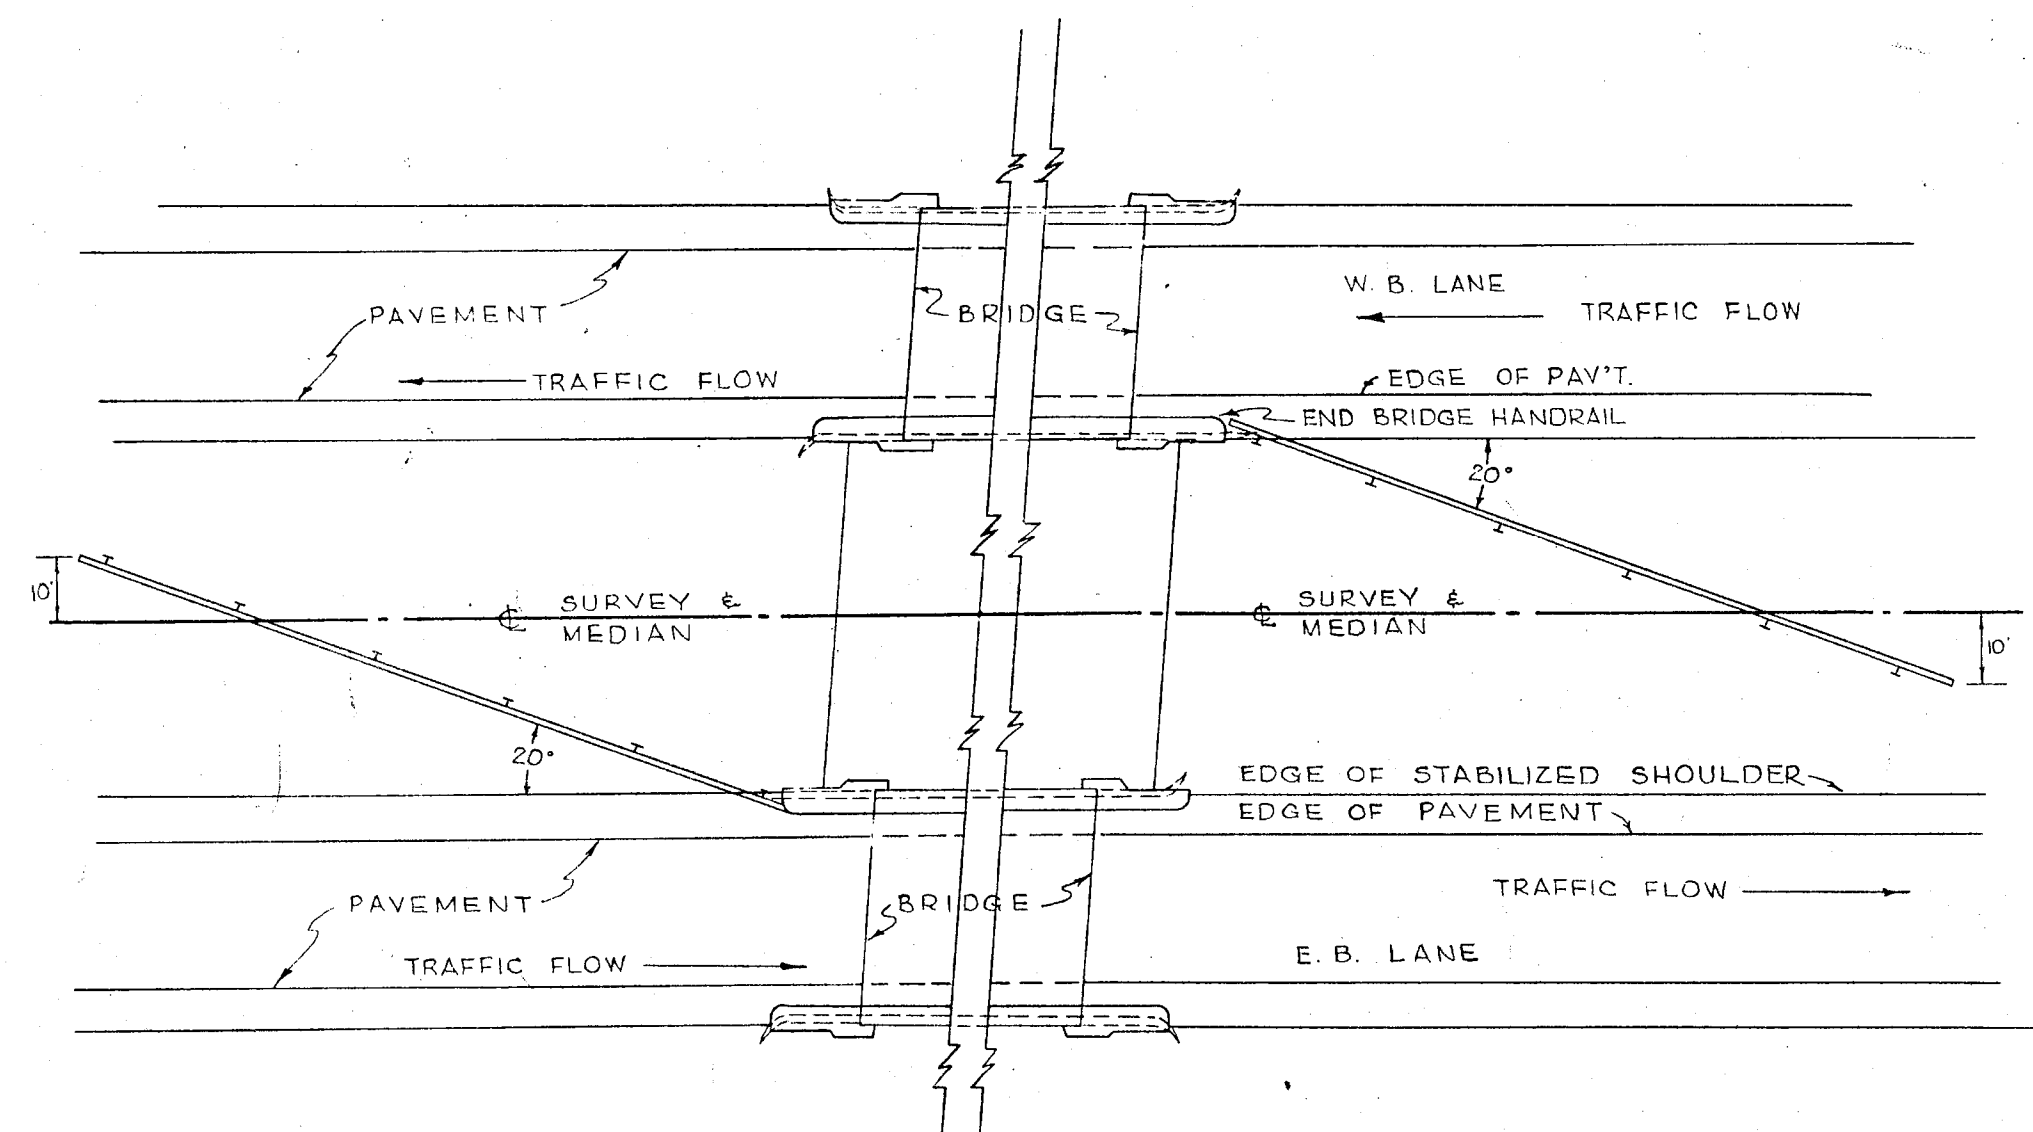 W. B. LANE
PAVEMENT
BRIDGE
TRAFFIC FLOW
TRAFFIC FLOW
EDGE OF PAV'T.
END BRIDGE HANDRAIL
20°
10'
℄ SURVEY &
MEDIAN
℄ SURVEY &
MEDIAN
10'
20°
EDGE OF STABILIZED SHOULDER
EDGE OF PAVEMENT
TRAFFIC FLOW
PAVEMENT
BRIDGE
TRAFFIC FLOW
E. B. LANE